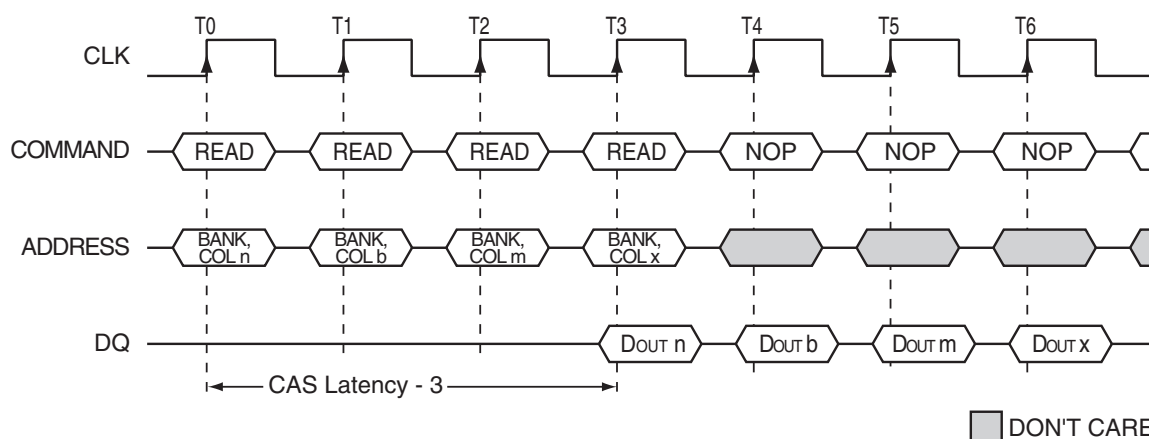 T0 T1 T2 T3 T4 T5 T6
CLK
COMMAND READ READ READ READ NOP NOP NOP
ADDRESS BANK, COL n BANK, COL b BANK, COL m BANK, COL x
DQ DOUT n DOUT b DOUT m DOUT x
CAS Latency - 3
DON'T CARE